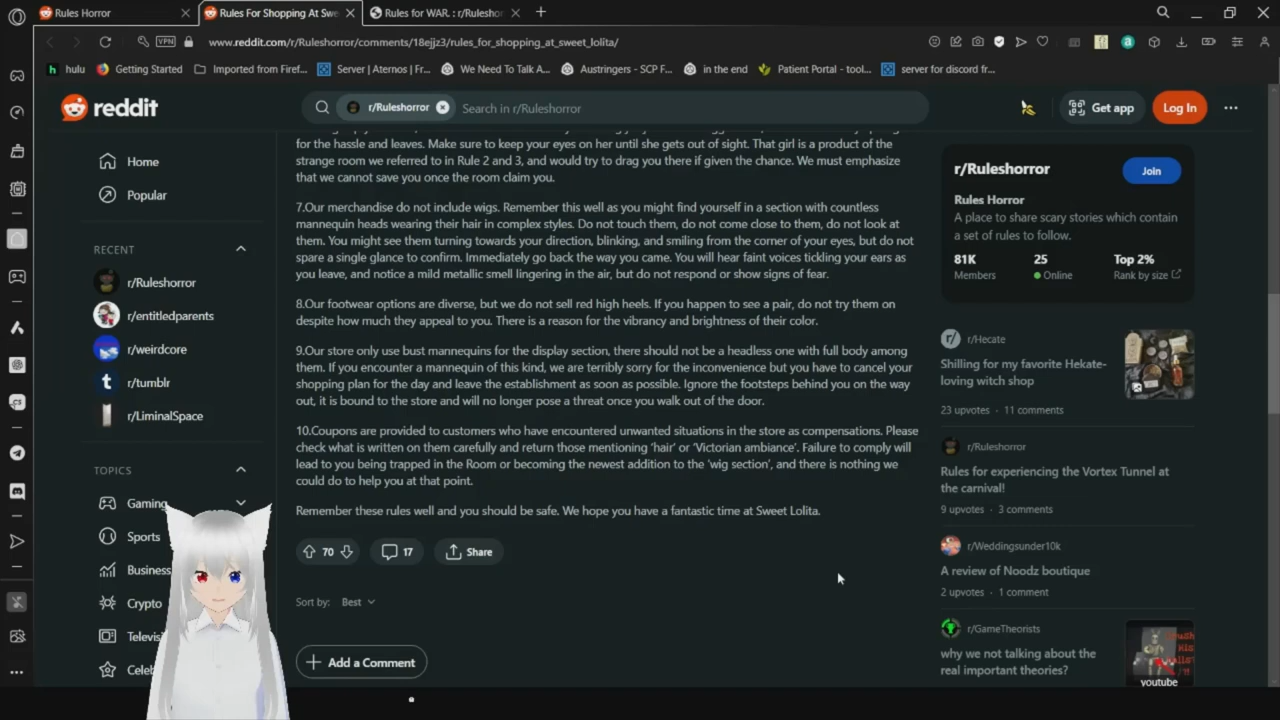 Rules Horror
Rules For Shopping At Swe
Rules for WAR. : r/Ruleshor
VPN
www.reddit.com/r/Ruleshorror/comments/18ejjz3/rules_for_shopping_at_sweet_lolita/
hulu
Getting Started
Imported from Firef...
Server | Aternos | Fr...
We Need To Talk A...
Austringers - SCP F...
in the end
Patient Portal - tool...
server for discord fr...
reddit
r/Ruleshorror
Search in r/Ruleshorror
Get app
Log In
Home
Popular
RECENT
r/Ruleshorror
r/entitledparents
r/weirdcore
r/tumblr
r/LiminalSpace
TOPICS
Gaming
Sports
Business
Crypto
Televisi
Celeb
for the hassle and leaves. Make sure to keep your eyes on her until she gets out of sight. That girl is a product of the
strange room we referred to in Rule 2 and 3, and would try to drag you there if given the chance. We must emphasize
that we cannot save you once the room claim you.
7.Our merchandise do not include wigs. Remember this well as you might find yourself in a section with countless
mannequin heads wearing their hair in complex styles. Do not touch them, do not come close to them, do not look at
them. You might see them turning towards your direction, blinking, and smiling from the corner of your eyes, but do not
spare a single glance to confirm. Immediately go back the way you came. You will hear faint voices tickling your ears as
you leave, and notice a mild metallic smell lingering in the air, but do not respond or show signs of fear.
8.Our footwear options are diverse, but we do not sell red high heels. If you happen to see a pair, do not try them on
despite how much they appeal to you. There is a reason for the vibrancy and brightness of their color.
9.Our store only use bust mannequins for the display section, there should not be a headless one with full body among
them. If you encounter a mannequin of this kind, we are terribly sorry for the inconvenience but you have to cancel your
shopping plan for the day and leave the establishment as soon as possible. Ignore the footsteps behind you on the way
out, it is bound to the store and will no longer pose a threat once you walk out of the door.
10.Coupons are provided to customers who have encountered unwanted situations in the store as compensations. Please
check what is written on them carefully and return those mentioning 'hair' or 'Victorian ambiance'. Failure to comply will
lead to you being trapped in the Room or becoming the newest addition to the 'wig section', and there is nothing we
could do to help you at that point.
Remember these rules well and you should be safe. We hope you have a fantastic time at Sweet Lolita.
70
17
Share
Sort by: Best
Add a Comment
r/Ruleshorror
Join
Rules Horror
A place to share scary stories which contain
a set of rules to follow.
81K
25
Top 2%
Members
Online
Rank by size
r/Hecate
Shilling for my favorite Hekate-
loving witch shop
23 upvotes · 11 comments
r/Ruleshorror
Rules for experiencing the Vortex Tunnel at
the carnival!
9 upvotes · 3 comments
r/Weddingsunder10k
A review of Noodz boutique
2 upvotes · 1 comment
r/GameTheorists
why we not talking about the
real important theories?
youtube